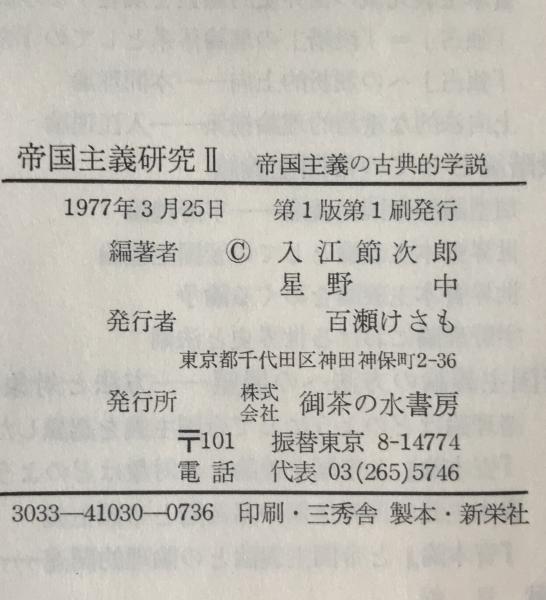 帝国主義研究Ⅱ 帝国主義の古典的学説
1977年3月25日 第1版第1刷発行
編著者 © 入江節次郎
星野中
発行者 百瀬けさも
東京都千代田区神田神保町2-36
発行所 株式会社 御茶の水書房
〒101 振替東京 8-14774
電話 代表 03(265)5746
3033—41030—0736 印刷・三秀舎 製本・新栄社